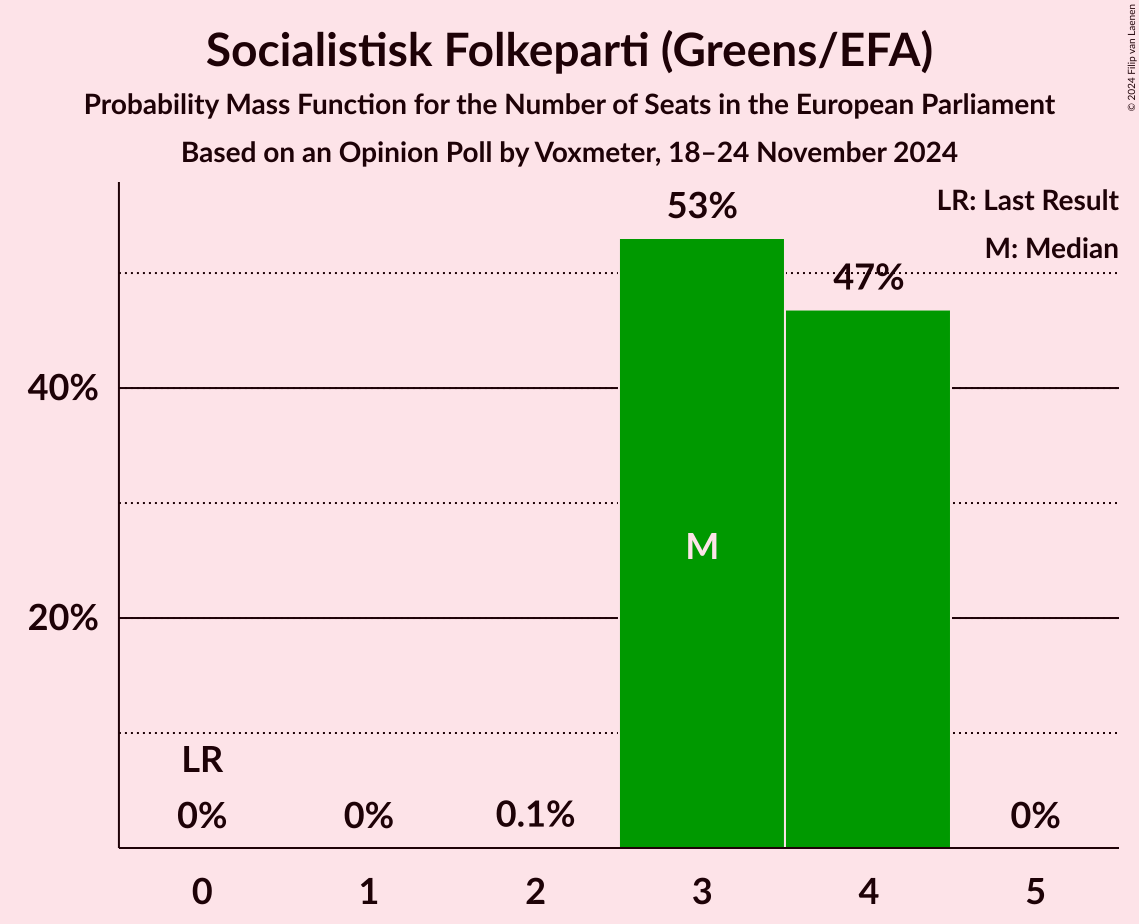 Socialistisk Folkeparti (Greens/EFA)
Probability Mass Function for the Number of Seats in the European Parliament
Based on an Opinion Poll by Voxmeter, 18–24 November 2024
© 2024 Filip van Laenen
LR: Last Result
M: Median
53%
47%
40%
M
20%
LR
0%
0%
0.1%
0%
0
1
2
3
4
5